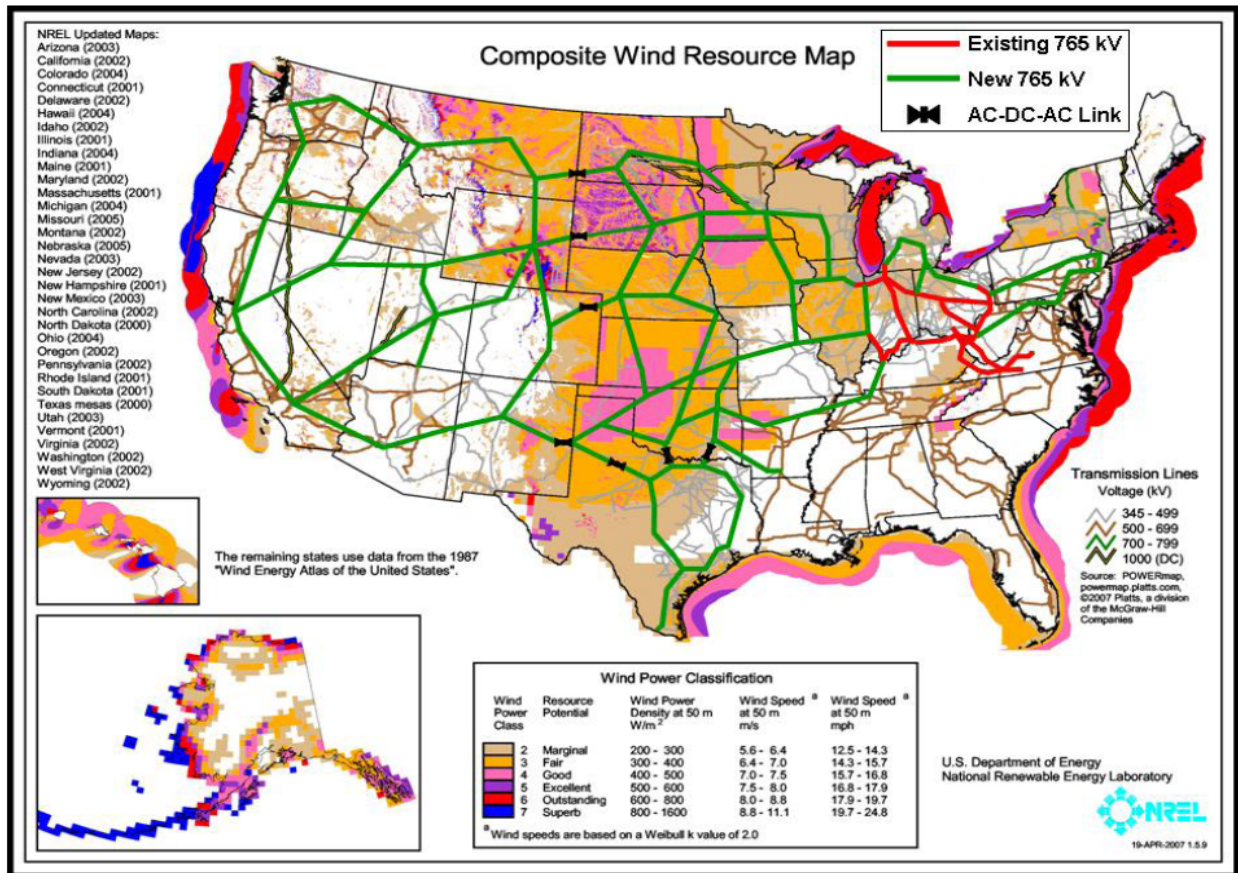 NREL Updated Maps:
Arizona (2003)
California (2002)
Colorado (2004)
Connecticut (2001)
Delaware (2002)
Hawaii (2004)
Idaho (2002)
Illinois (2001)
Indiana (2004)
Maine (2001)
Maryland (2002)
Massachusetts (2001)
Michigan (2004)
Missouri (2005)
Montana (2002)
Nebraska (2005)
Nevada (2003)
New Jersey (2002)
New Hampshire (2001)
New Mexico (2003)
North Carolina (2002)
North Dakota (2000)
Ohio (2004)
Oregon (2002)
Pennsylvania (2002)
Rhode Island (2001)
South Dakota (2001)
Texas mesas (2000)
Utah (2003)
Vermont (2001)
Virginia (2002)
Washington (2002)
West Virginia (2002)
Wyoming (2002)
Composite Wind Resource Map
Existing 765 kV
New 765 kV
AC-DC-AC Link
Transmission Lines
Voltage (kV)
345 - 499
500 - 699
700 - 799
1000 (DC)
Source: POWERmap,
powermap.platts.com,
©2007 Platts, a division
of the McGraw-Hill
Companies
The remaining states use data from the 1987
"Wind Energy Atlas of the United States".
Wind Power Classification
Wind Power Class Resource Potential Wind Power Density at 50 m W/m² Wind Speed ᵃ at 50 m m/s Wind Speed ᵃ at 50 m mph
2 Marginal 200 - 300 5.6 - 6.4 12.5 - 14.3
3 Fair 300 - 400 6.4 - 7.0 14.3 - 15.7
4 Good 400 - 500 7.0 - 7.5 15.7 - 16.8
5 Excellent 500 - 600 7.5 - 8.0 16.8 - 17.9
6 Outstanding 600 - 800 8.0 - 8.8 17.9 - 19.7
7 Superb 800 - 1600 8.8 - 11.1 19.7 - 24.8
ᵃ Wind speeds are based on a Weibull k value of 2.0
U.S. Department of Energy
National Renewable Energy Laboratory
NREL
19-APR-2007 1.5.9